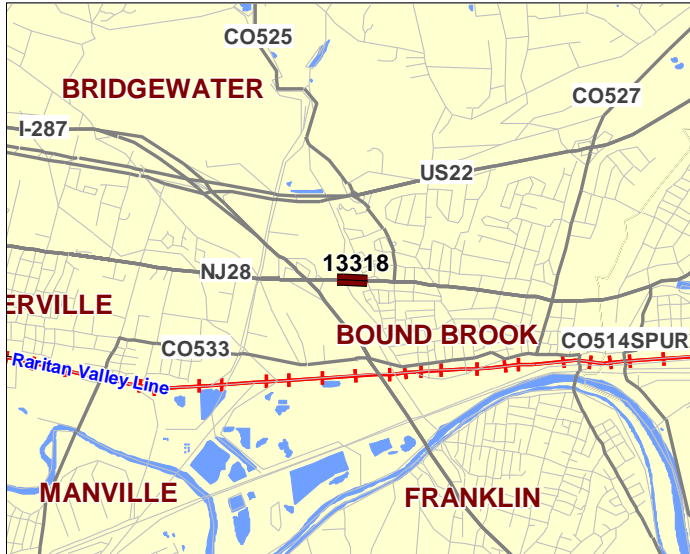 CO525
BRIDGEWATER
CO527
I-287
US22
13318
NJ28
ERVILLE
BOUND BROOK
CO533
CO514SPUR
Raritan Valley Line
MANVILLE
FRANKLIN